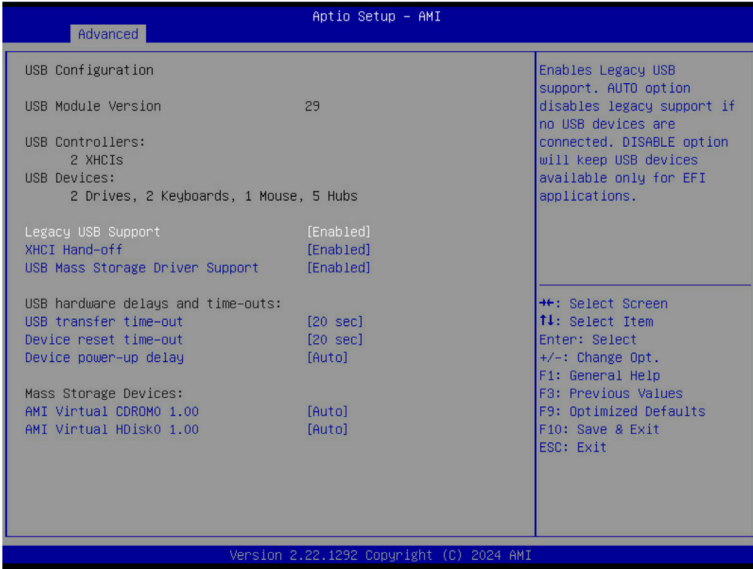 Aptio Setup – AMI
Advanced
USB Configuration
USB Module Version 29
USB Controllers:
2 XHCIs
USB Devices:
2 Drives, 2 Keyboards, 1 Mouse, 5 Hubs
Legacy USB Support [Enabled]
XHCI Hand-off [Enabled]
USB Mass Storage Driver Support [Enabled]
USB hardware delays and time-outs:
USB transfer time-out [20 sec]
Device reset time-out [20 sec]
Device power-up delay [Auto]
Mass Storage Devices:
AMI Virtual CDROM0 1.00 [Auto]
AMI Virtual HDisk0 1.00 [Auto]
Enables Legacy USB
support. AUTO option
disables legacy support if
no USB devices are
connected. DISABLE option
will keep USB devices
available only for EFI
applications.
→←: Select Screen
↑↓: Select Item
Enter: Select
+/-: Change Opt.
F1: General Help
F3: Previous Values
F9: Optimized Defaults
F10: Save & Exit
ESC: Exit
Version 2.22.1292 Copyright (C) 2024 AMI